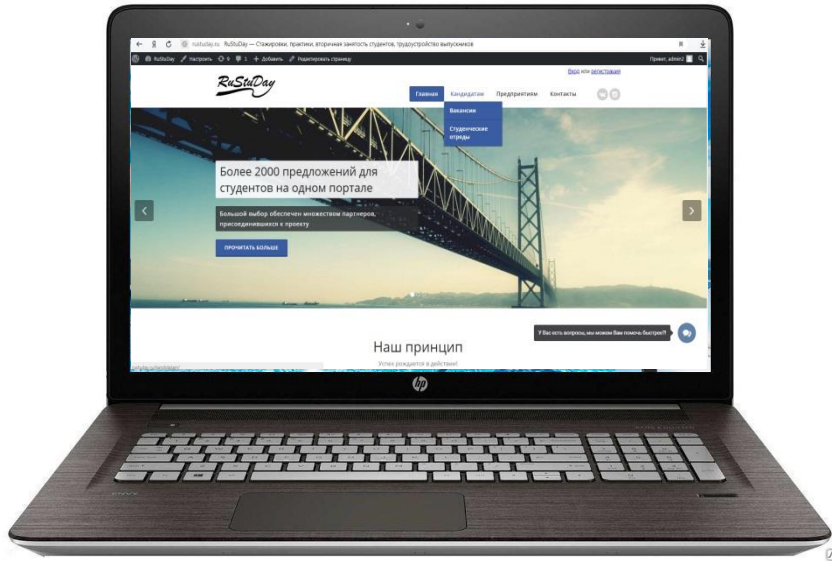 rustuday.ru RuStuDay — Стажировки, практики, вторичная занятость студентов, трудоустройство выпускников
RuStuDay Настроить 9 1 Добавить Редактировать страницу Привет, admin2
Вход или регистрация
RuStuDay
Главная Кандидатам Предприятиям Контакты
Вакансии
Студенческие
отряды
Более 2000 предложений для
студентов на одном портале
Большой выбор обеспечен множеством партнеров,
присоединившихся к проекту
ПРОЧИТАТЬ БОЛЬШЕ
У Вас есть вопросы, мы можем Вам помочь быстрее!!
Наш принцип
Успех рождается в действии!
hp
ENVY